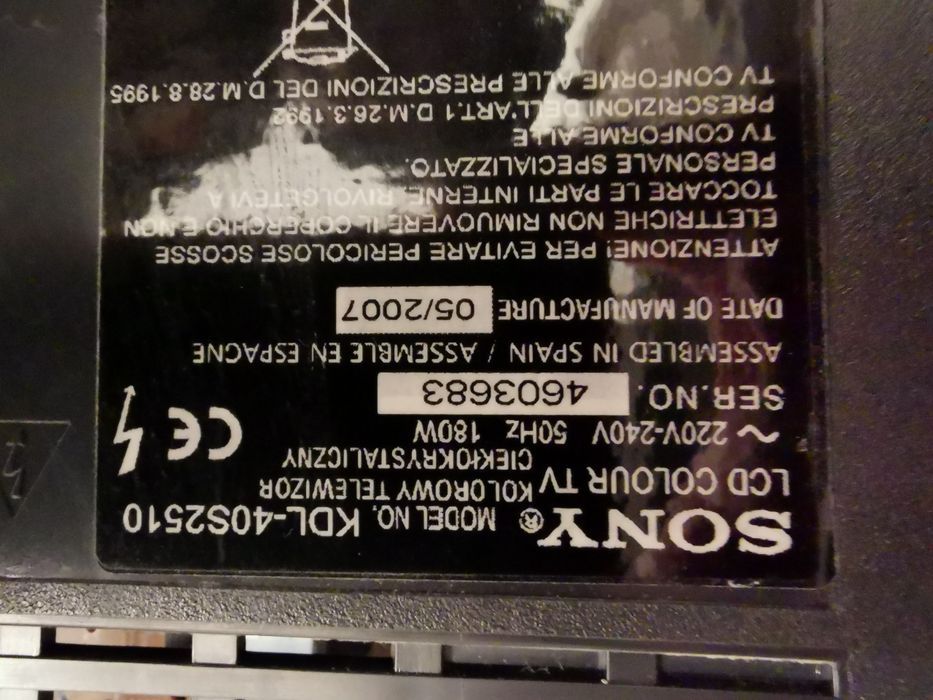 SONY® MODEL NO. KDL-40S2510
LCD COLOUR TV KOLOROWY TELEWIZOR CIEKŁOKRYSTALICZNY
~ 220V-240V 50Hz 180W
SER.NO. 4603683
CE
ASSEMBLED IN SPAIN / ASSEMBLE EN ESPAGNE
DATE OF MANUFACTURE 05/2007
ATTENZIONE! PER EVITARE PERICOLOSE SCOSSE
ELETTRICHE NON RIMUOVERE IL COPERCHIO E NON
TOCCARE LE PARTI INTERNE. RIVOLGETEVI A
PERSONALE SPECIALIZZATO.
TV CONFORME ALLE
PRESCRIZIONI DELL'ART.1 D.M.26.3.1992
TV CONFORME ALLE PRESCRIZIONI DEL D.M.28.8.1995